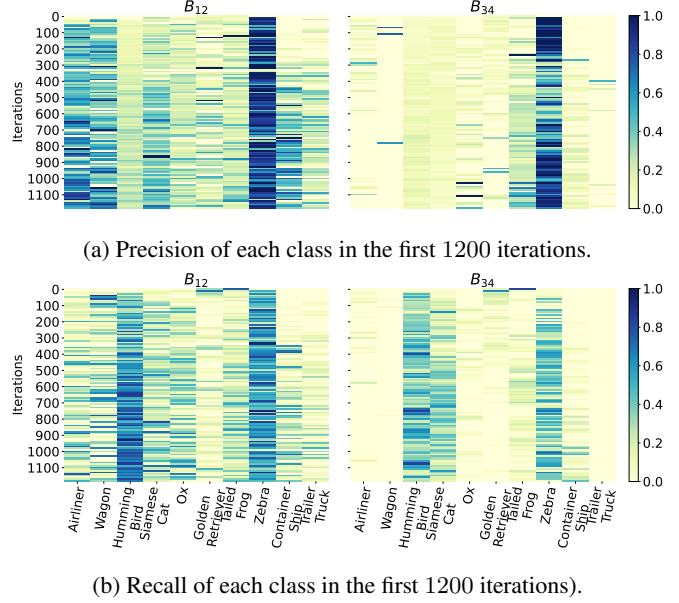 B12
B34
0
100
200
300
400
500
600
700
800
900
1000
1100
Iterations
1.0
0.8
0.6
0.4
0.2
0.0
(a) Precision of each class in the first 1200 iterations.
B12
B34
0
100
200
300
400
500
600
700
800
900
1000
1100
Iterations
1.0
0.8
0.6
0.4
0.2
0.0
Airliner
Wagon
Humming
Bird
Siamese
Cat
Ox
Golden
Retriever
Tailed
Frog
Zebra
Container
Ship
Trailer
Truck
Airliner
Wagon
Humming
Bird
Siamese
Cat
Ox
Golden
Retriever
Tailed
Frog
Zebra
Container
Ship
Trailer
Truck
(b) Recall of each class in the first 1200 iterations).